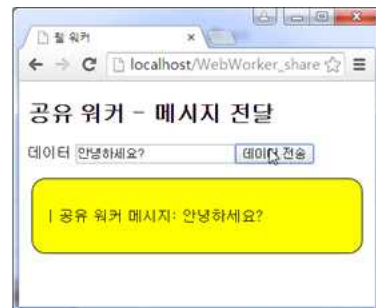 웹 워커
localhost/WebWorker_share
공유 워커 - 메시지 전달
데이터 안녕하세요? 데이터 전송
| 공유 워커 메시지: 안녕하세요?